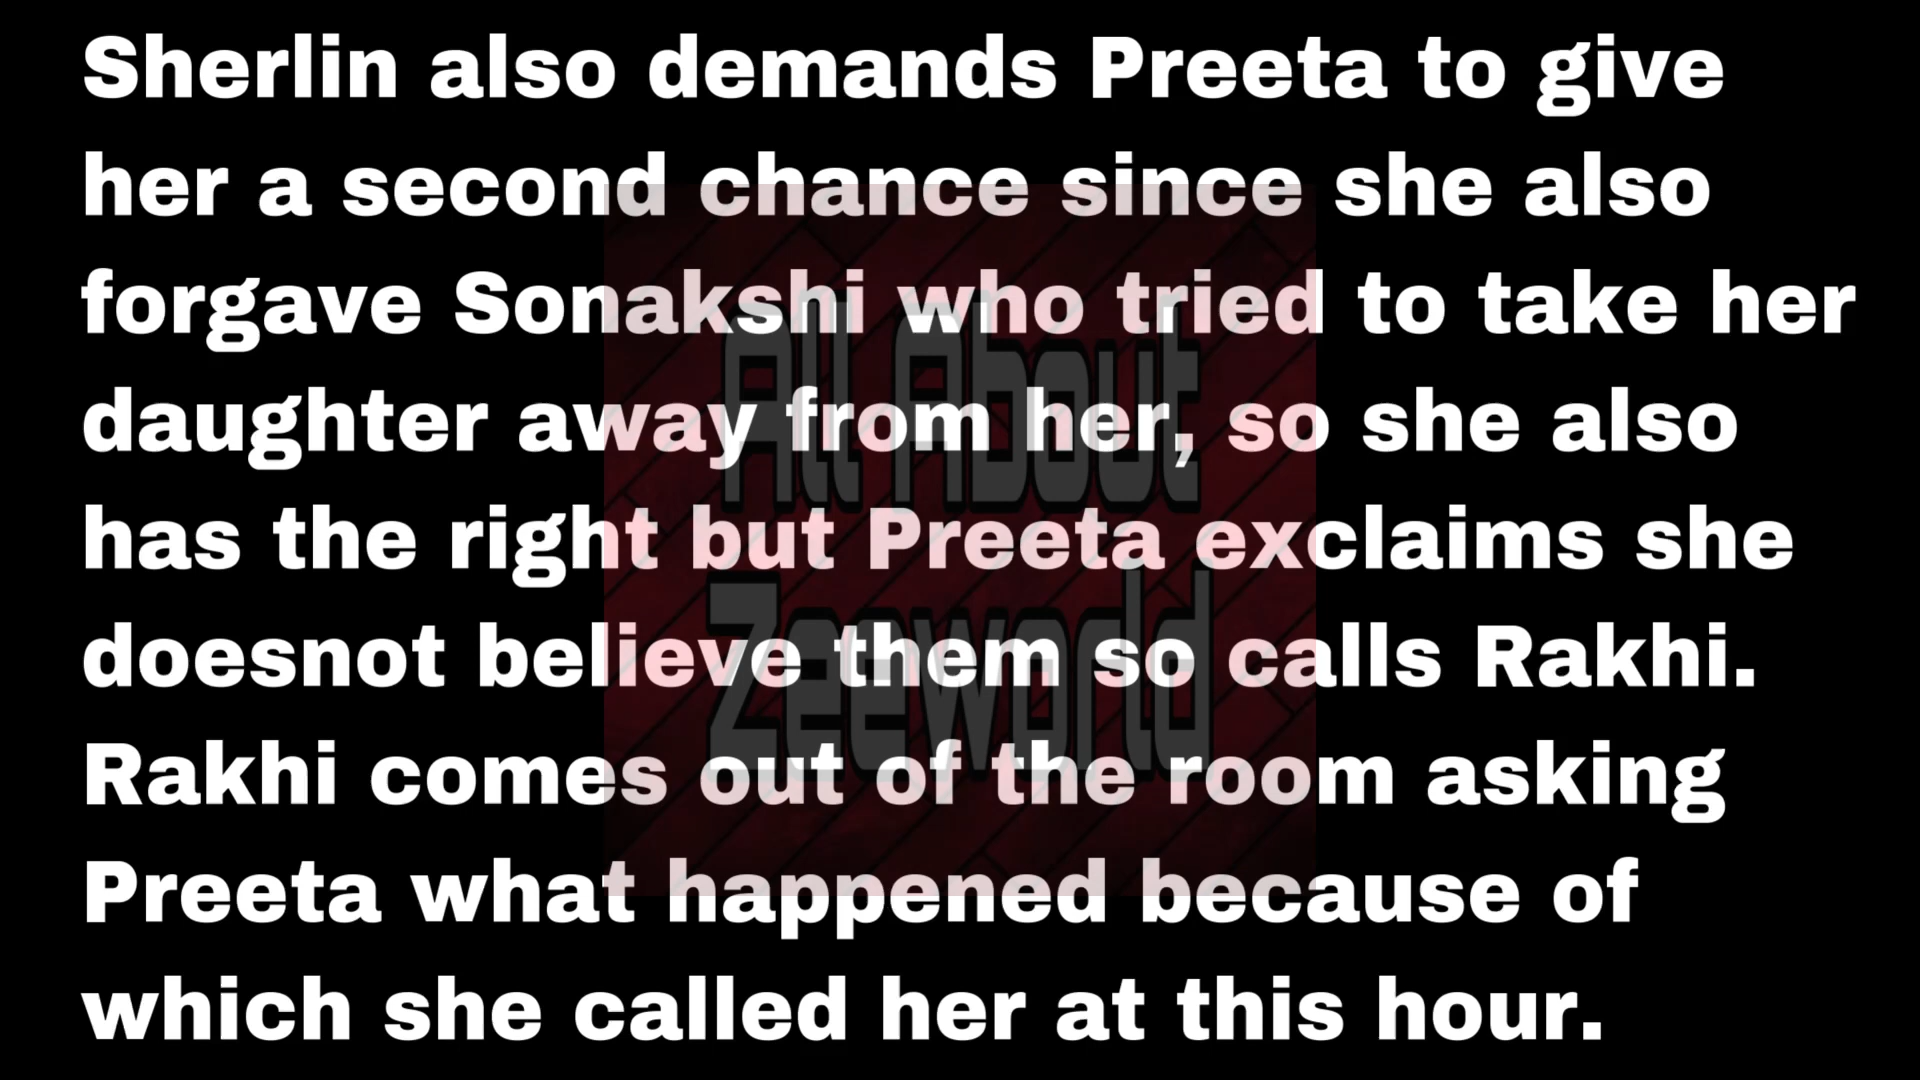 Sherlin also demands Preeta to give
her a second chance since she also
forgave Sonakshi who tried to take her
daughter away from her, so she also
has the right but Preeta exclaims she
doesnot believe them so calls Rakhi.
Rakhi comes out of the room asking
Preeta what happened because of
which she called her at this hour.
All About
Zeeworld